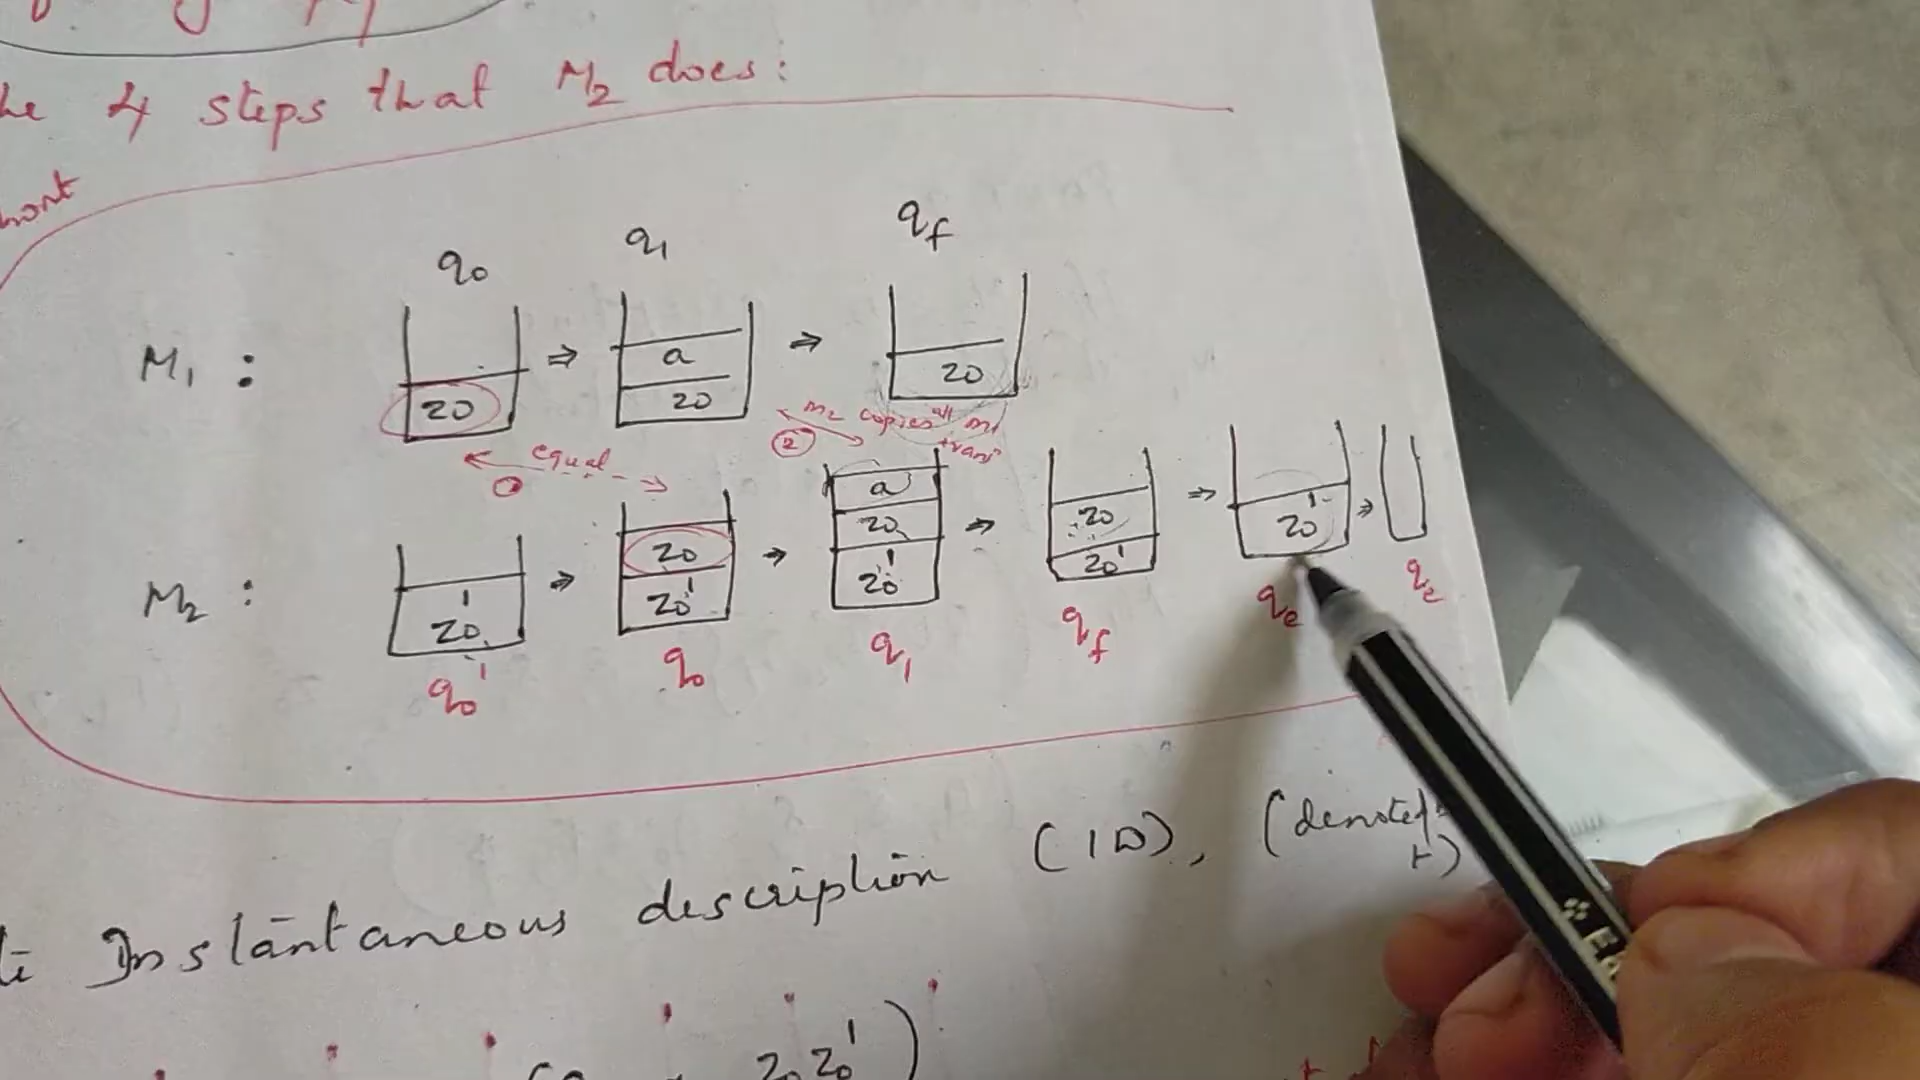 4 steps that M2 does:
q0 q1 qf
M1 :
z0 a z0 z0
equal
1
2 M2 copies all M1
M2 :
z0' z0 z0' a z0 z0' z0 z0' z0'
q0' q0 q1 qf qe qe
Instantaneous description (ID), (denoted
⊢)
z0z0')